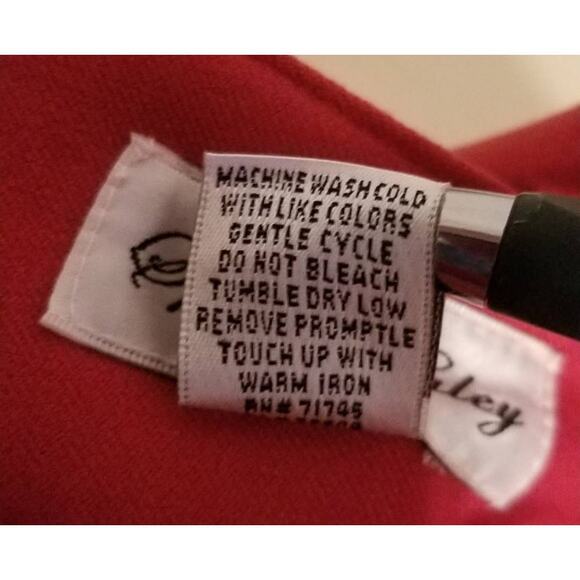 MACHINE WASH COLD
WITH LIKE COLORS
GENTLE CYCLE
DO NOT BLEACH
TUMBLE DRY LOW
REMOVE PROMPTLE
TOUCH UP WITH
WARM IRON
RN# 71745